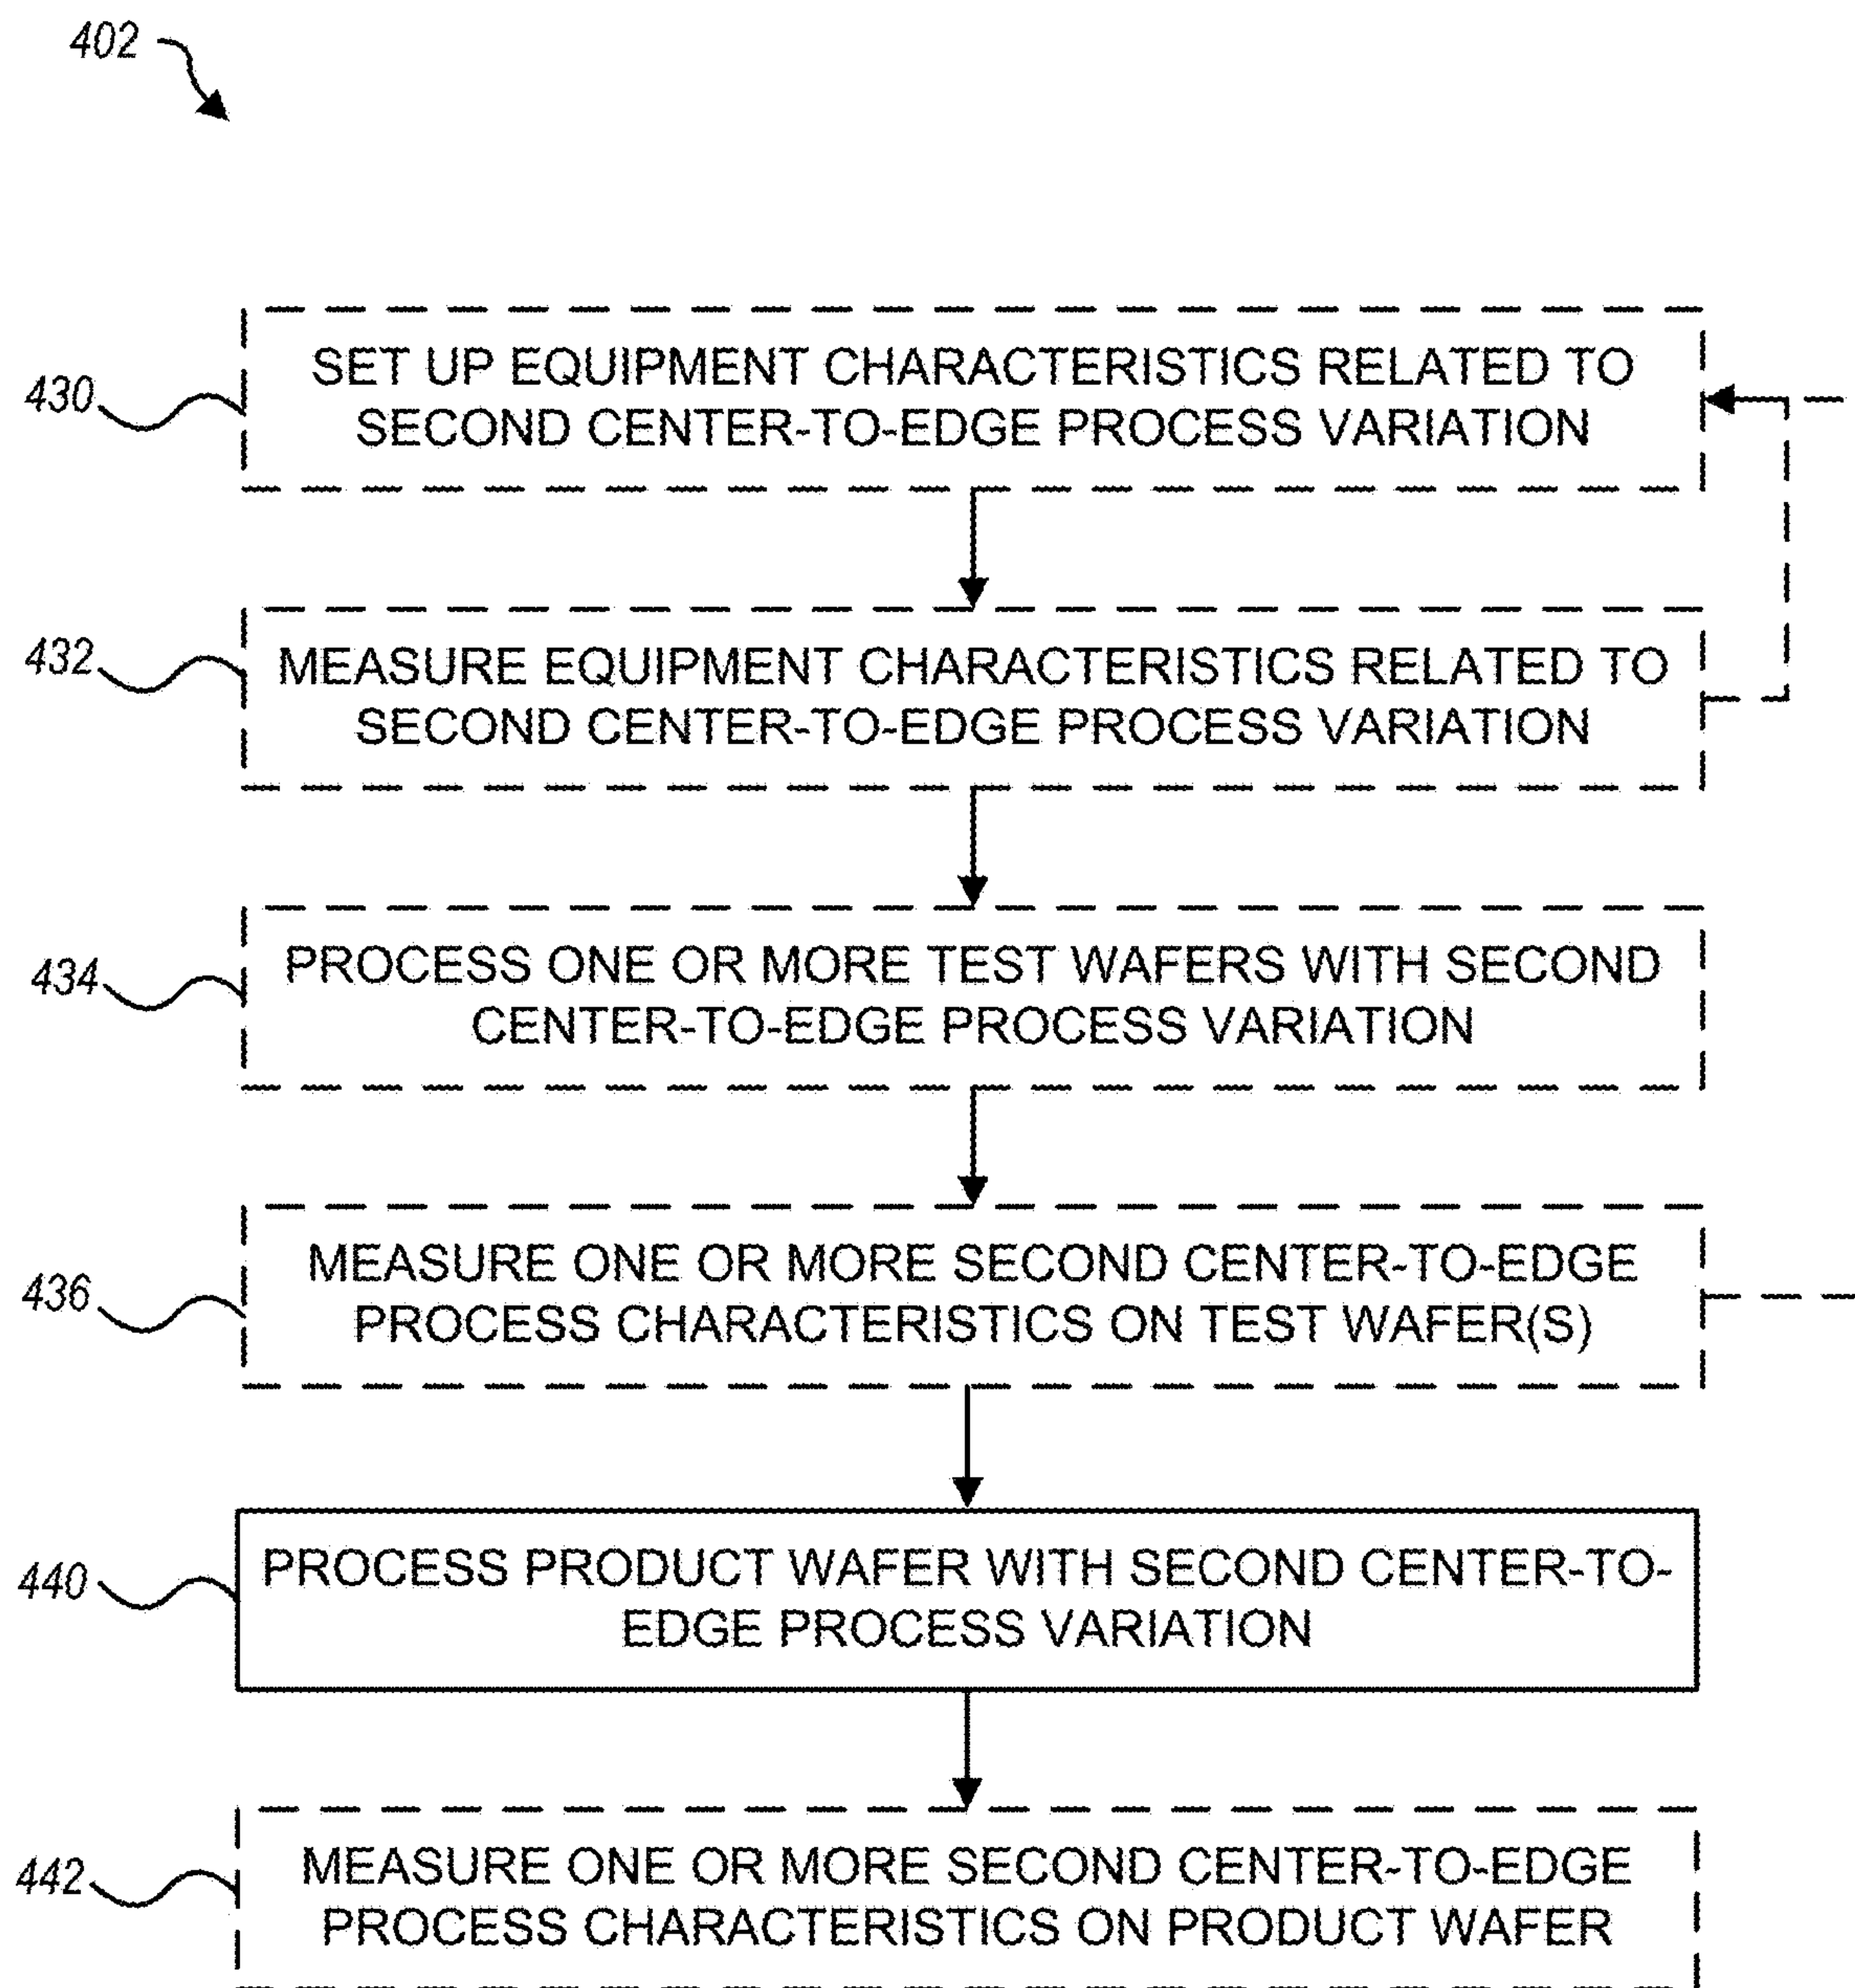 402
430
SET UP EQUIPMENT CHARACTERISTICS RELATED TO
SECOND CENTER-TO-EDGE PROCESS VARIATION
432
MEASURE EQUIPMENT CHARACTERISTICS RELATED TO
SECOND CENTER-TO-EDGE PROCESS VARIATION
434
PROCESS ONE OR MORE TEST WAFERS WITH SECOND
CENTER-TO-EDGE PROCESS VARIATION
436
MEASURE ONE OR MORE SECOND CENTER-TO-EDGE
PROCESS CHARACTERISTICS ON TEST WAFER(S)
440
PROCESS PRODUCT WAFER WITH SECOND CENTER-TO-
EDGE PROCESS VARIATION
442
MEASURE ONE OR MORE SECOND CENTER-TO-EDGE
PROCESS CHARACTERISTICS ON PRODUCT WAFER